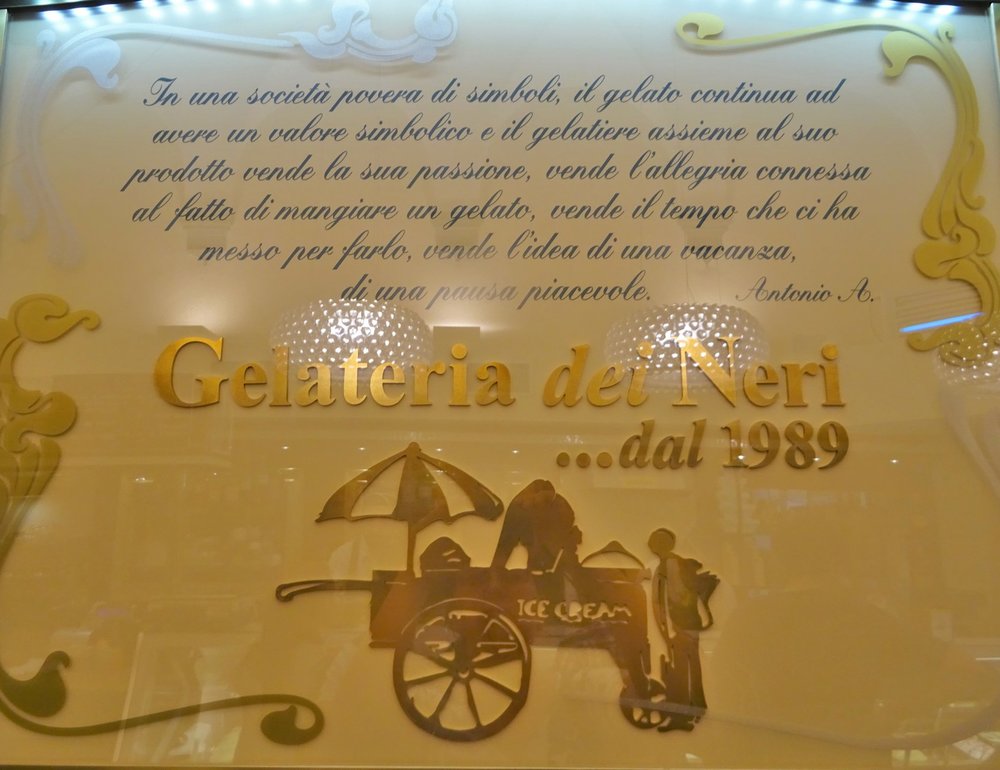 In una società povera di simboli, il gelato continua ad
avere un valore simbolico e il gelatiere assieme al suo
prodotto vende la sua passione, vende l'allegria connessa
al fatto di mangiare un gelato, vende il tempo che ci ha
messo per farlo, vende l'idea di una vacanza,
di una pausa piacevole. Antonio A.
Gelateria dei Neri
...dal 1989
ICE CREAM